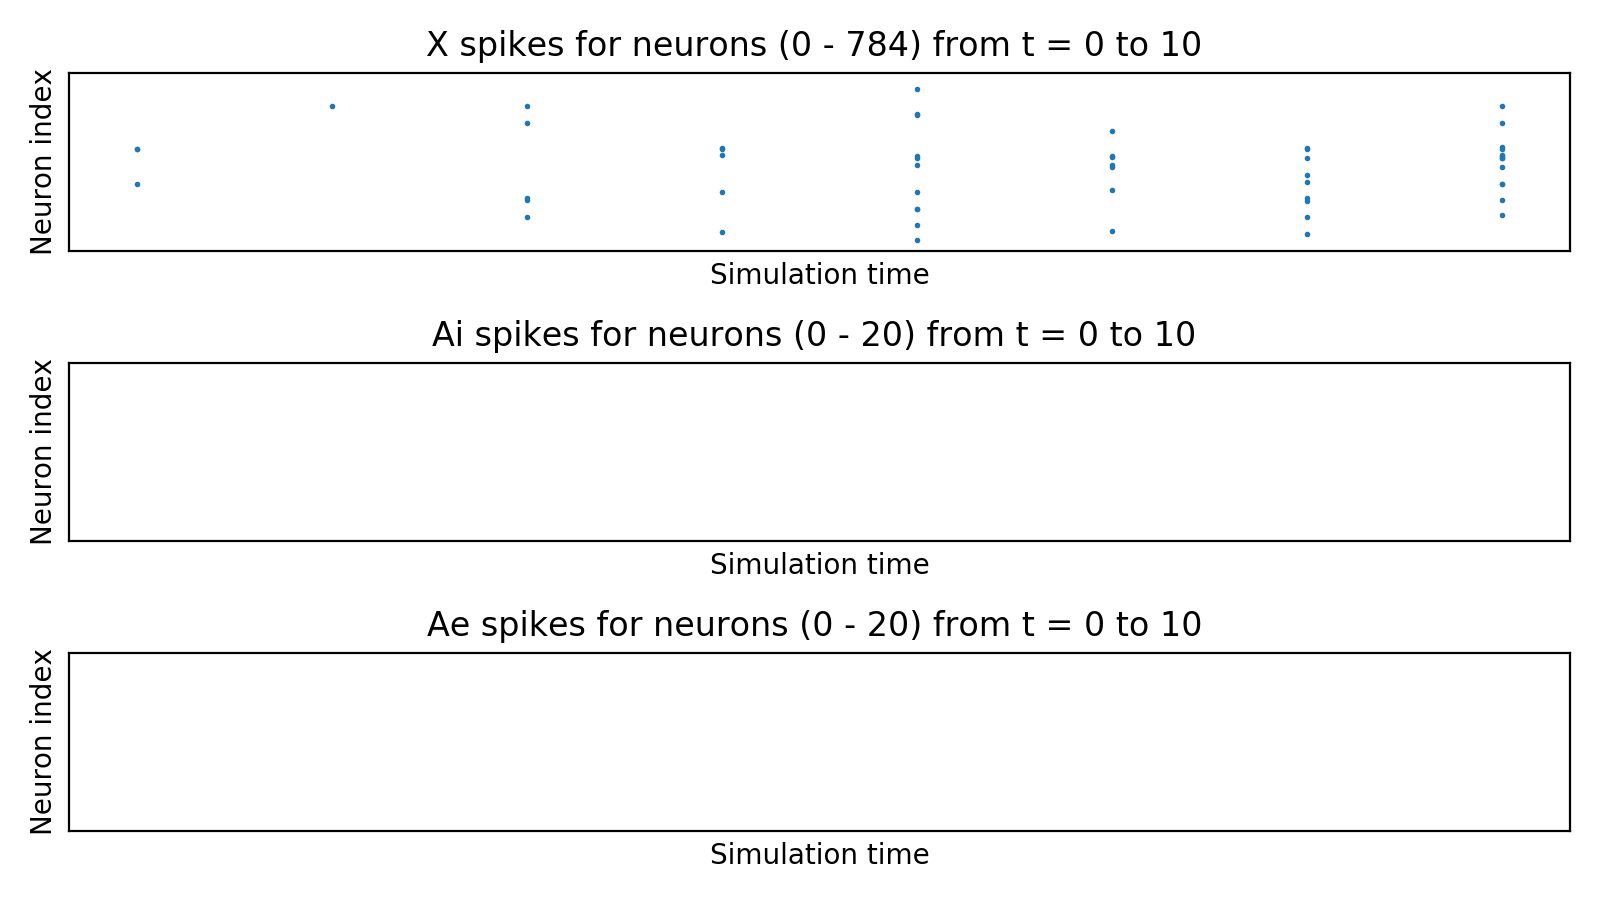 X spikes for neurons (0 - 784) from t = 0 to 10
Neuron index
Simulation time
Ai spikes for neurons (0 - 20) from t = 0 to 10
Neuron index
Simulation time
Ae spikes for neurons (0 - 20) from t = 0 to 10
Neuron index
Simulation time